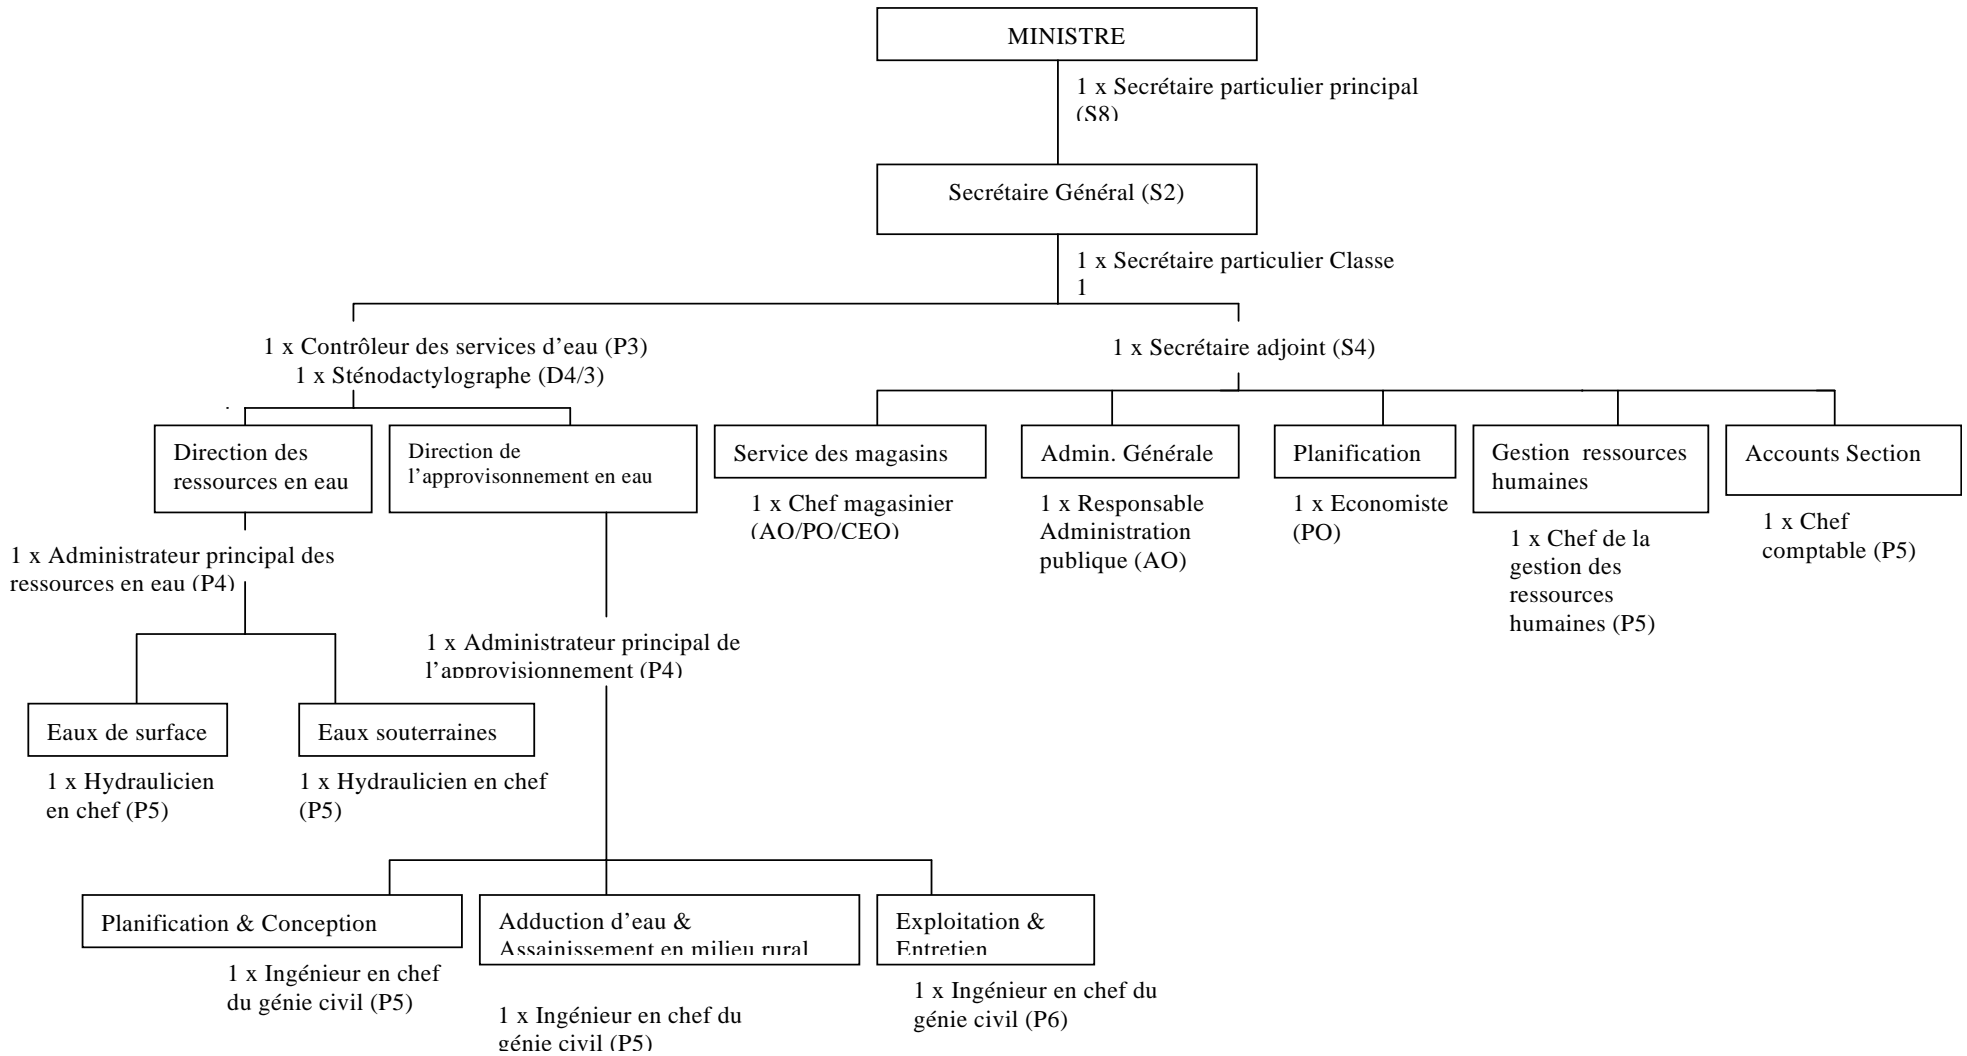 MINISTRE
1 x Secrétaire particulier principal
(S8)
Secrétaire Général (S2)
1 x Secrétaire particulier Classe
1
1 x Contrôleur des services d’eau (P3)
1 x Sténodactylographe (D4/3)
1 x Secrétaire adjoint (S4)
Direction des
ressources en eau
Direction de
l’approvisonnement en eau
Service des magasins
Admin. Générale
Planification
Gestion ressources
humaines
Accounts Section
1 x Administrateur principal des
ressources en eau (P4)
1 x Chef magasinier
(AO/PO/CEO)
1 x Responsable
Administration
publique (AO)
1 x Economiste
(PO)
1 x Chef de la
gestion des
ressources
humaines (P5)
1 x Chef
comptable (P5)
1 x Administrateur principal de
l’approvisionnement (P4)
Eaux de surface
Eaux souterraines
1 x Hydraulicien
en chef (P5)
1 x Hydraulicien en chef
(P5)
Planification & Conception
Adduction d’eau &
Assainissement en milieu rural
Exploitation &
Entretien
1 x Ingénieur en chef
du génie civil (P5)
1 x Ingénieur en chef du
génie civil (P5)
1 x Ingénieur en chef du
génie civil (P6)